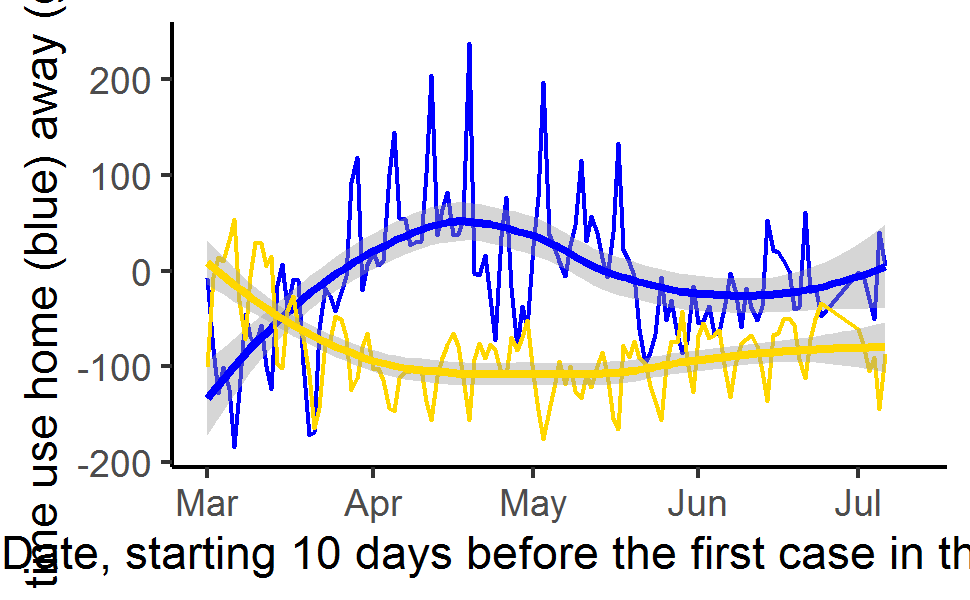 time use home (blue) away (
200
100
0
-100
-200
Mar Apr May Jun Jul
Date, starting 10 days before the first case in th